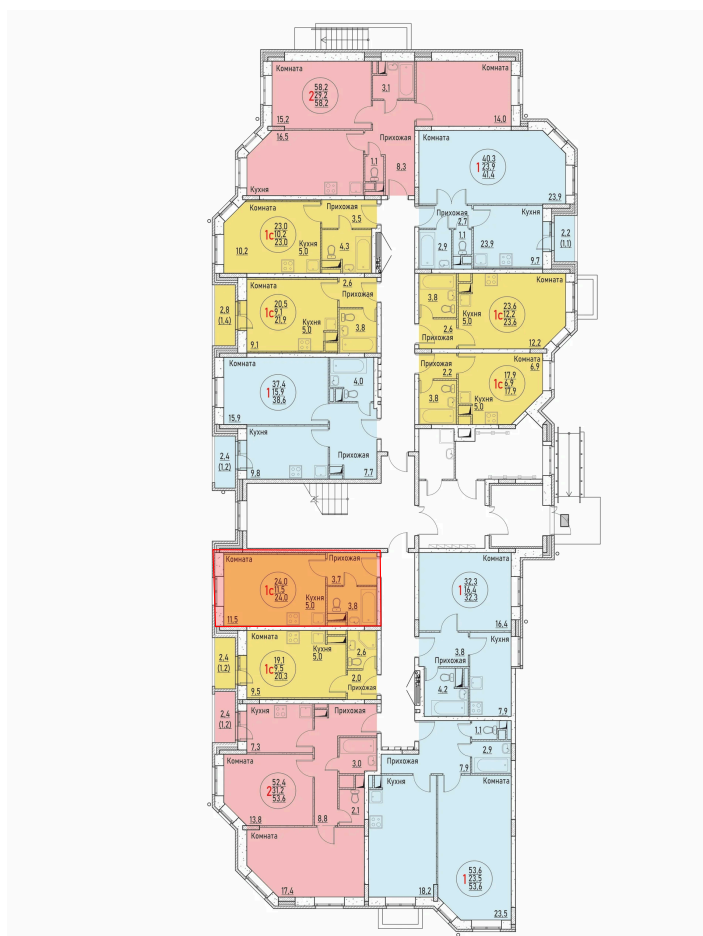 Комната
2
58.2
29.2
58.2
15.2
3.1
Комната
14.0
16.5
Прихожая
1.1
8.3
Кухня
Комната
1
40.3
23.9
41.4
23.9
Комната
1с
23.0
10.2
23.0
10.2
Прихожая
3.5
4.3
Кухня
5.0
2.7
Кухня
2.9
1.1
23.9
9.7
2.2
(1.1)
2.8
(1.4)
Комната
1с
20.5
9.1
21.9
9.1
2.6
Прихожая
Кухня
5.0
3.8
3.8
Кухня
5.0
2.6
Прихожая
Комната
1с
23.6
12.2
23.6
12.2
Комната
1
37.4
15.9
38.6
15.9
4.0
Прихожая
2.2
3.8
Кухня
5.0
Комната
6.9
1с
17.9
6.9
17.9
2.4
(1.2)
Кухня
9.8
Прихожая
7.7
Комната
1с
24.0
11.5
24.0
11.5
Прихожая
3.7
Кухня
5.0
3.8
Комната
1
32.3
16.4
32.3
16.4
2.4
(1.2)
Комната
1с
19.1
9.5
20.3
9.5
Кухня
5.0
2.6
2.0
Прихожая
3.8
Прихожая
4.2
Кухня
7.9
2.4
(1.2)
Кухня
7.3
Прихожая
3.0
Комната
2
52.4
31.2
53.6
13.8
8.8
2.1
Комната
17.4
1.1
2.9
7.9
Прихожая
Кухня
18.2
Комната
1
53.6
23.5
53.6
23.5